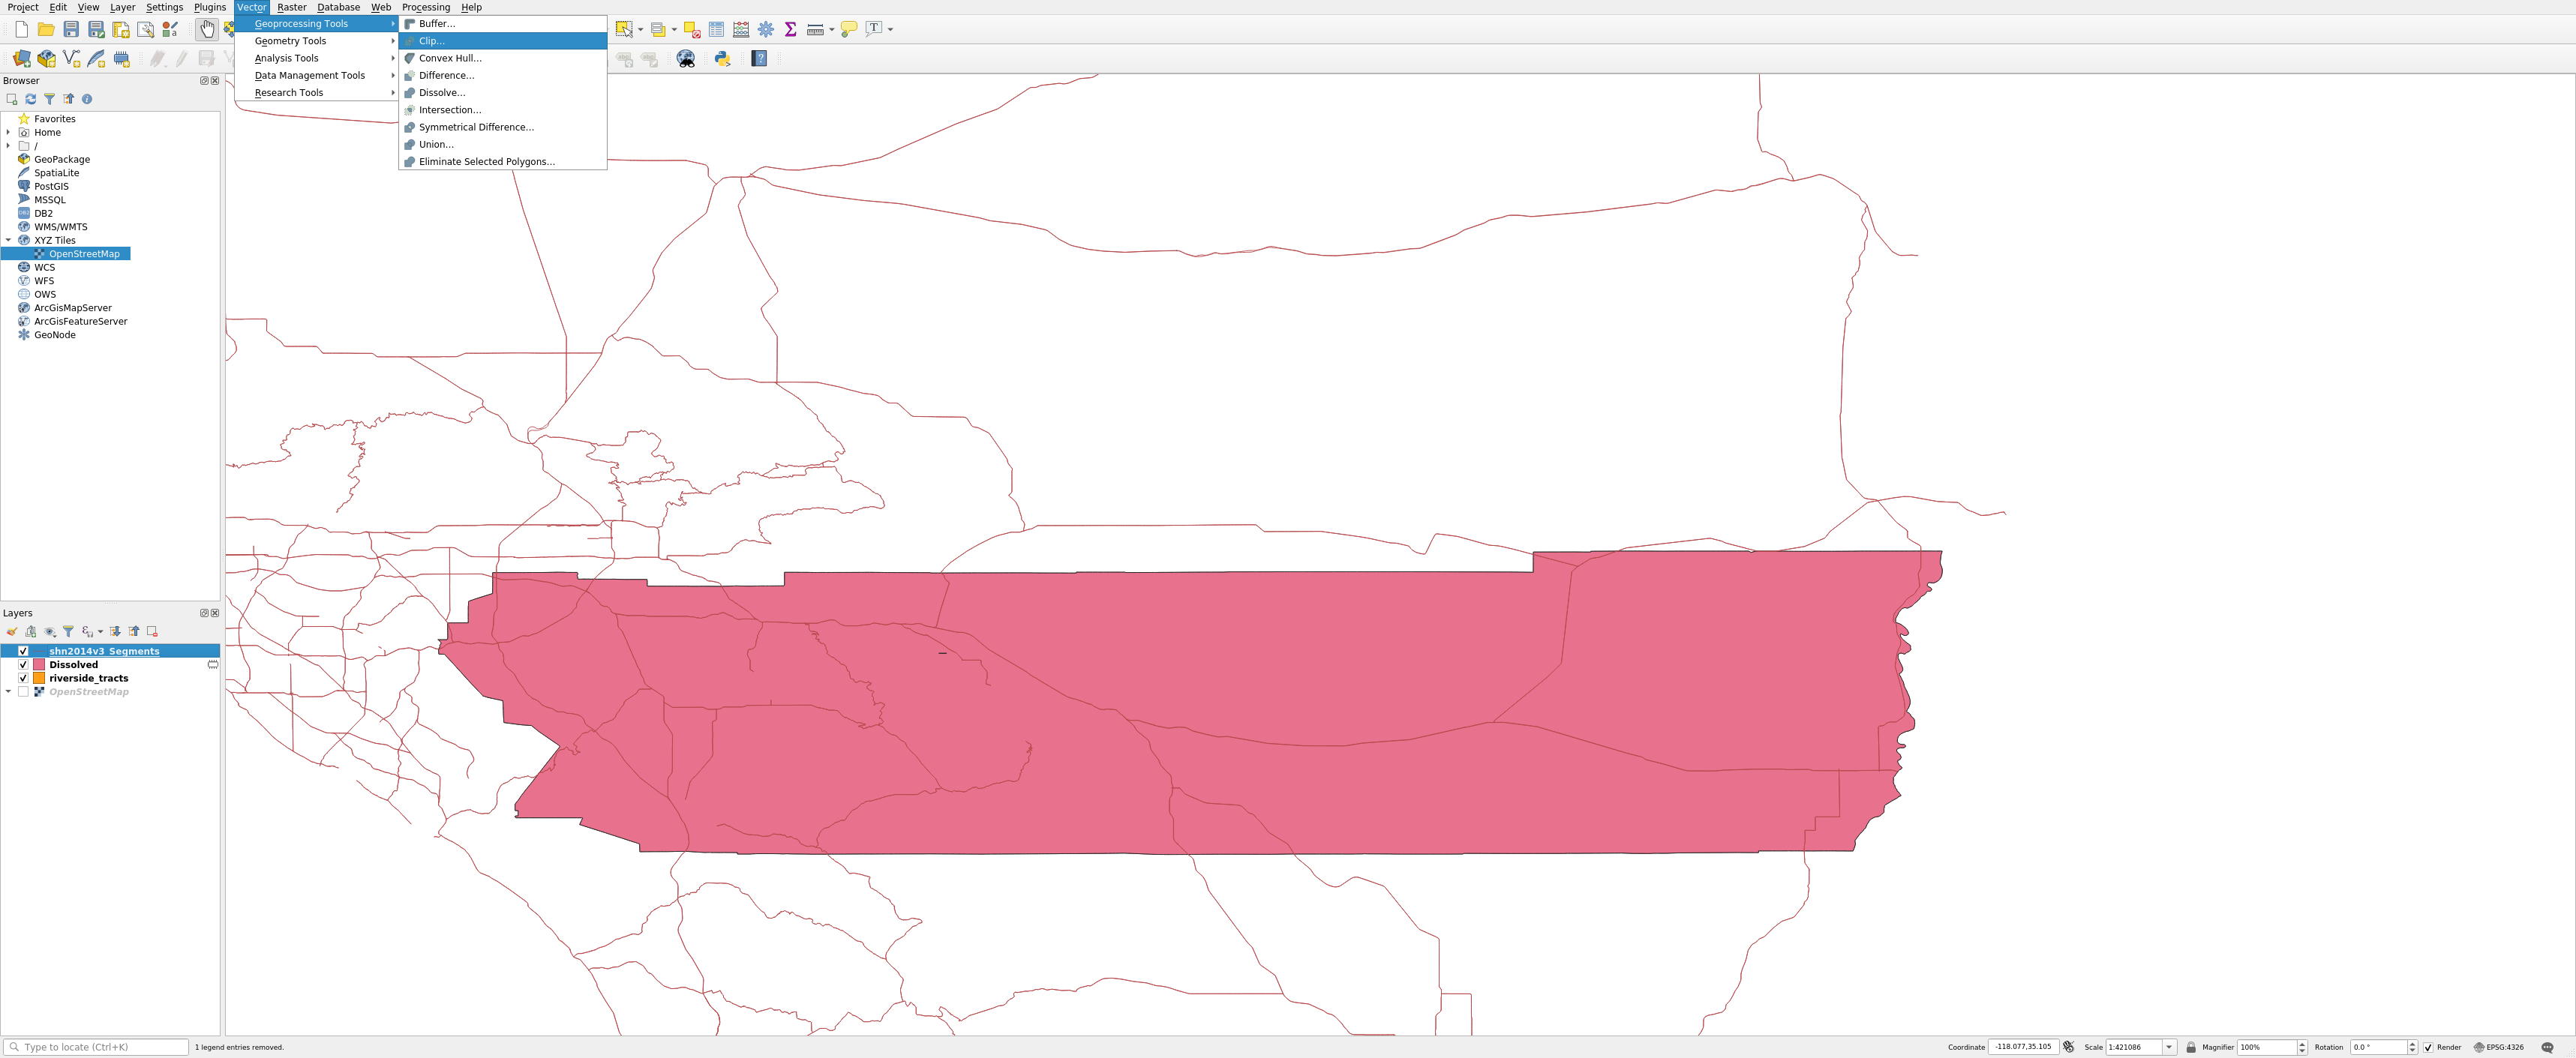 Project Edit View Layer Settings Plugins Vector Raster Database Web Processing Help
Geoprocessing Tools
Geometry Tools
Analysis Tools
Data Management Tools
Research Tools
Buffer...
Clip...
Convex Hull...
Difference...
Dissolve...
Intersection...
Symmetrical Difference...
Union...
Eliminate Selected Polygons...
Browser
Favorites
Home
/
GeoPackage
SpatiaLite
PostGIS
MSSQL
DB2
WMS/WMTS
XYZ Tiles
OpenStreetMap
WCS
WFS
OWS
ArcGisMapServer
ArcGisFeatureServer
GeoNode
Layers
shn2014v3_Segments
Dissolved
riverside_tracts
OpenStreetMap
Type to locate (Ctrl+K) 1 legend entries removed. Coordinate -118.077,35.105 Scale 1:421086 Magnifier 100% Rotation 0.0 ° Render EPSG:4326